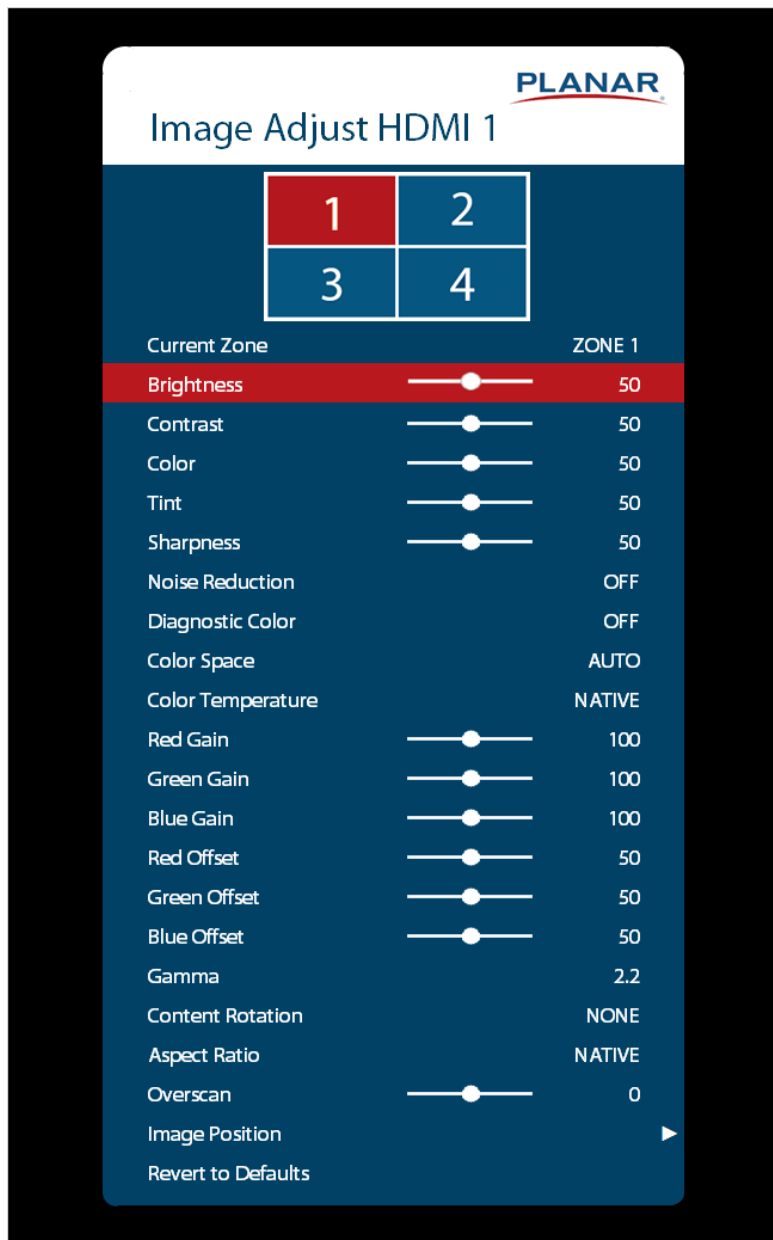 PLANAR
Image Adjust HDMI 1
1 2
3 4
Current Zone ZONE 1
Brightness 50
Contrast 50
Color 50
Tint 50
Sharpness 50
Noise Reduction OFF
Diagnostic Color OFF
Color Space AUTO
Color Temperature NATIVE
Red Gain 100
Green Gain 100
Blue Gain 100
Red Offset 50
Green Offset 50
Blue Offset 50
Gamma 2.2
Content Rotation NONE
Aspect Ratio NATIVE
Overscan 0
Image Position
Revert to Defaults